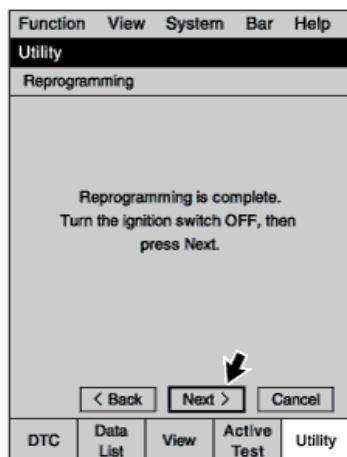 Function View System Bar Help
Utility
Reprogramming
Reprogramming is complete.
Turn the ignition switch OFF, then
press Next.
< Back Next > Cancel
DTC Data List View Active Test Utility